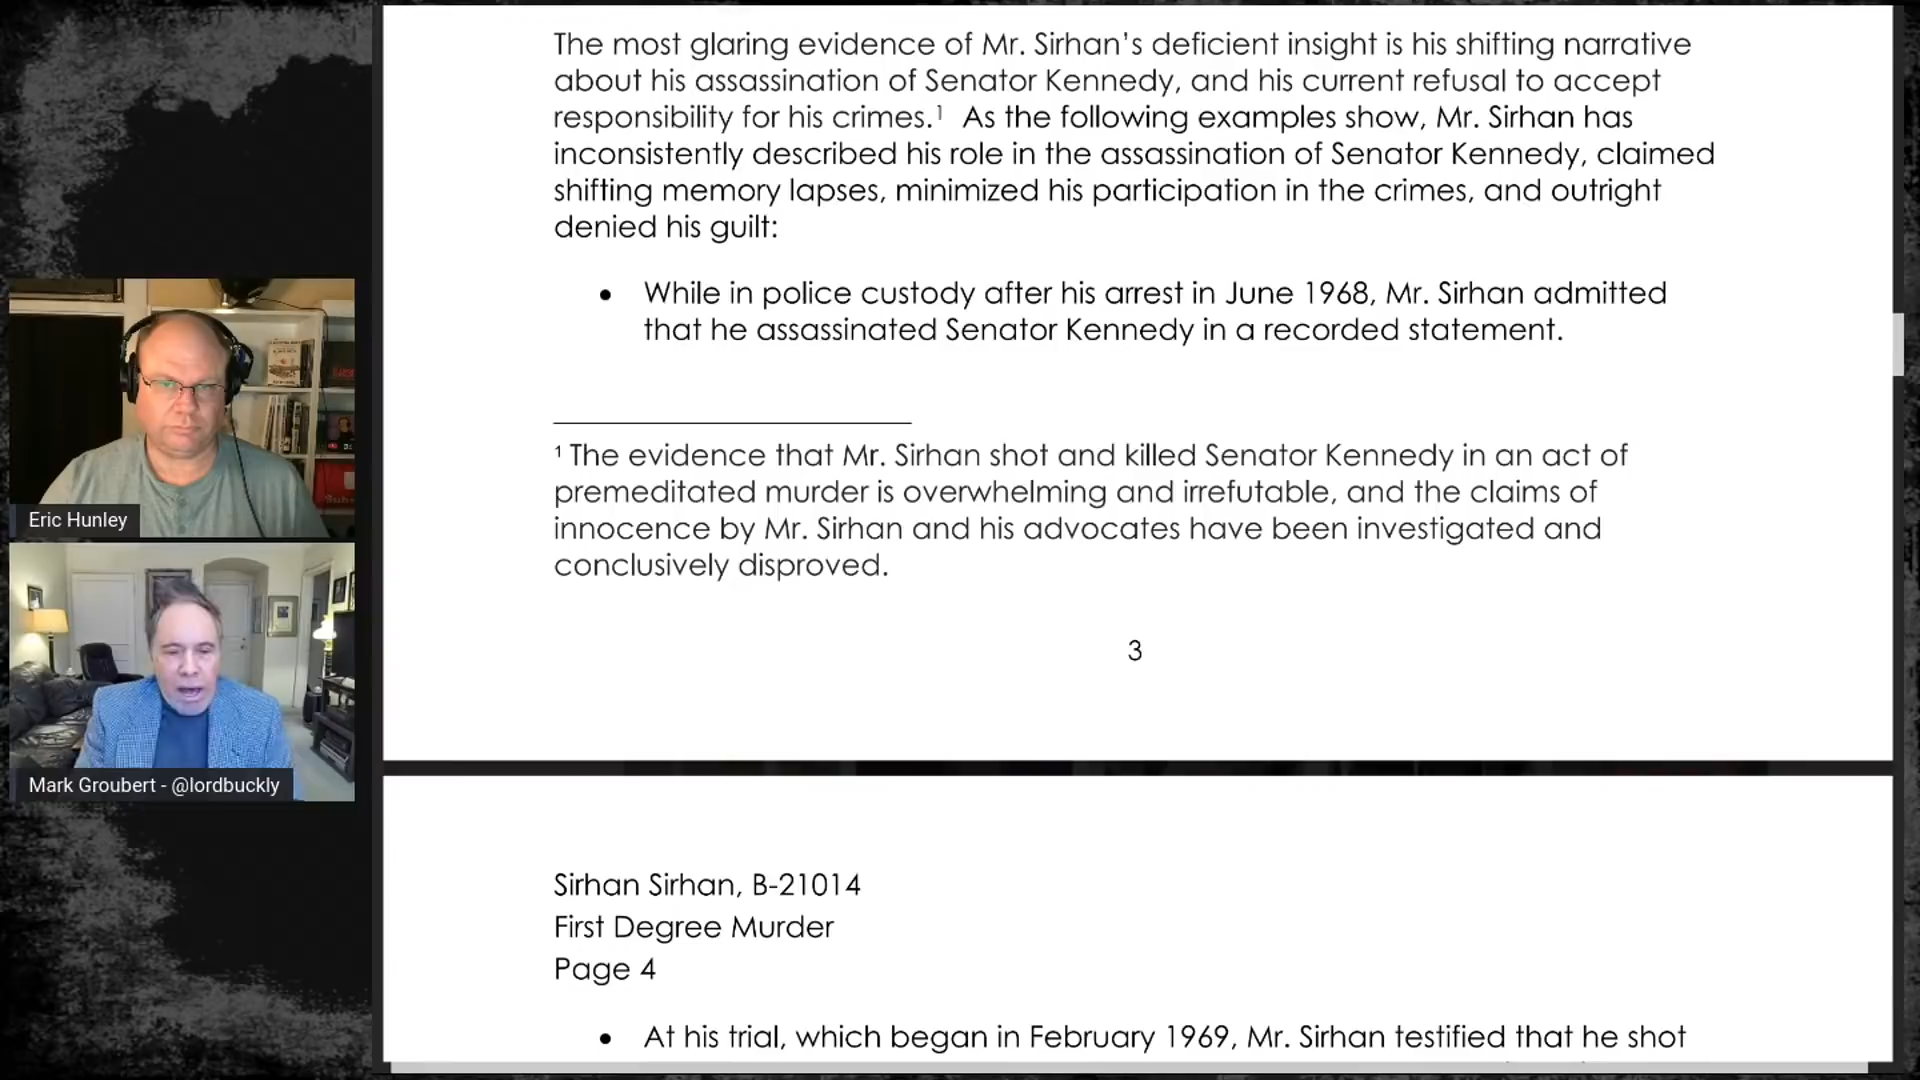 The most glaring evidence of Mr. Sirhan’s deficient insight is his shifting narrative
about his assassination of Senator Kennedy, and his current refusal to accept
responsibility for his crimes.¹ As the following examples show, Mr. Sirhan has
inconsistently described his role in the assassination of Senator Kennedy, claimed
shifting memory lapses, minimized his participation in the crimes, and outright
denied his guilt:
• While in police custody after his arrest in June 1968, Mr. Sirhan admitted
that he assassinated Senator Kennedy in a recorded statement.
¹ The evidence that Mr. Sirhan shot and killed Senator Kennedy in an act of
premeditated murder is overwhelming and irrefutable, and the claims of
innocence by Mr. Sirhan and his advocates have been investigated and
conclusively disproved.
3
Sirhan Sirhan, B-21014
First Degree Murder
Page 4
• At his trial, which began in February 1969, Mr. Sirhan testified that he shot
Eric Hunley
Mark Groubert - @lordbuckly